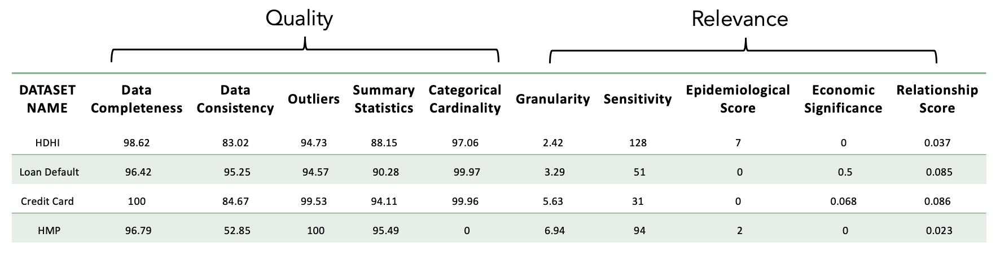 Quality Relevance
DATASET NAME Data Completeness Data Consistency Outliers Summary Statistics Categorical Cardinality Granularity Sensitivity Epidemiological Score Economic Significance Relationship Score
HDHI 98.62 83.02 94.73 88.15 97.06 2.42 128 7 0 0.037
Loan Default 96.42 95.25 94.57 90.28 99.97 3.29 51 0 0.5 0.085
Credit Card 100 84.67 99.53 94.11 99.96 5.63 31 0 0.068 0.086
HMP 96.79 52.85 100 95.49 0 6.94 94 2 0 0.023